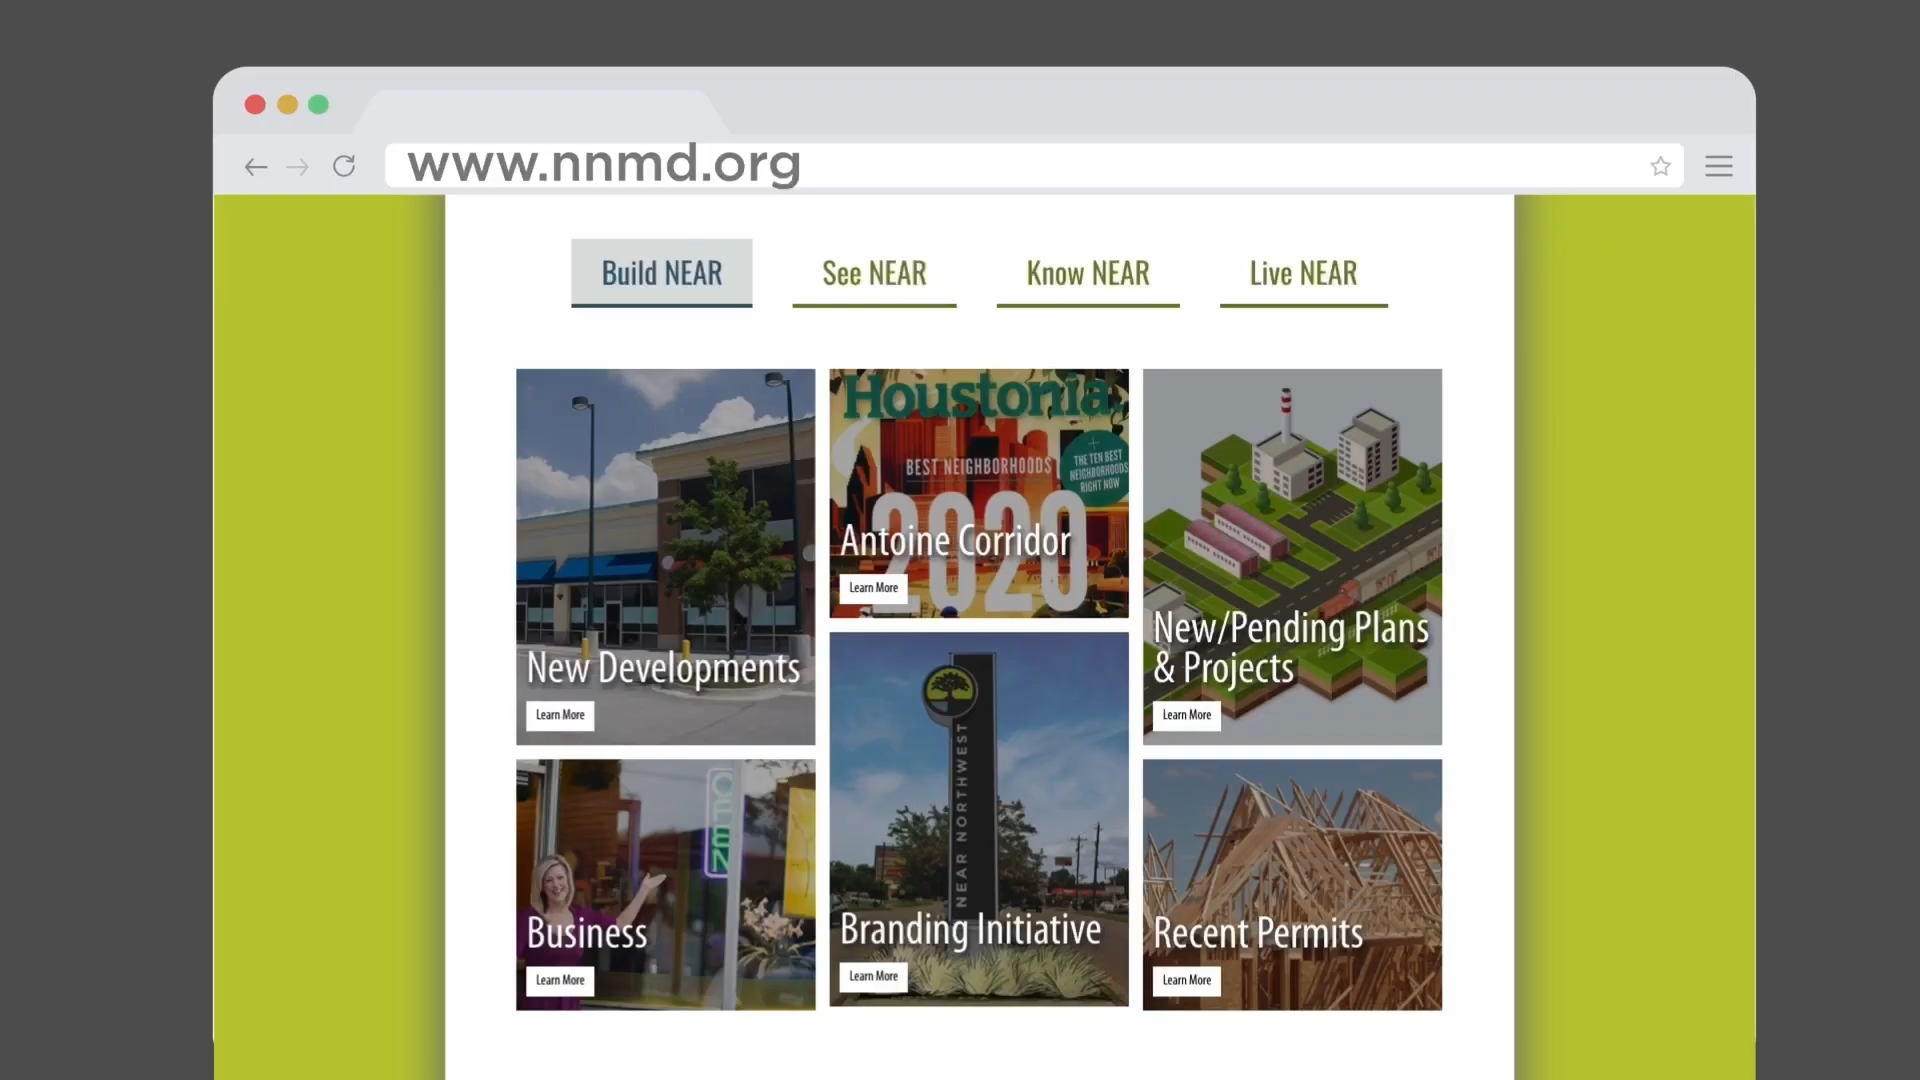 www.nnmd.org
Build NEAR
See NEAR
Know NEAR
Live NEAR
New Developments
Learn More
Houstonia
BEST NEIGHBORHOODS
+
THE TEN BEST
NEIGHBORHOODS
RIGHT NOW
2020
Antoine Corridor
Learn More
New/Pending Plans
& Projects
Learn More
OPEN
Business
Learn More
NEAR NORTHWEST
Branding Initiative
Learn More
Recent Permits
Learn More